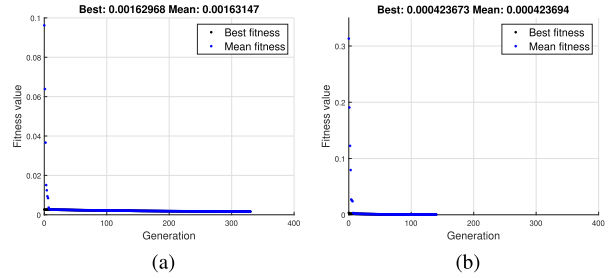 Best: 0.00162968 Mean: 0.00163147
Best fitness
Mean fitness
Fitness value
0.1
0.08
0.06
0.04
0.02
0
0
100
200
300
400
Generation
(a)
Best: 0.000423673 Mean: 0.000423694
Best fitness
Mean fitness
Fitness value
0.3
0.2
0.1
0
0
100
200
300
400
Generation
(b)